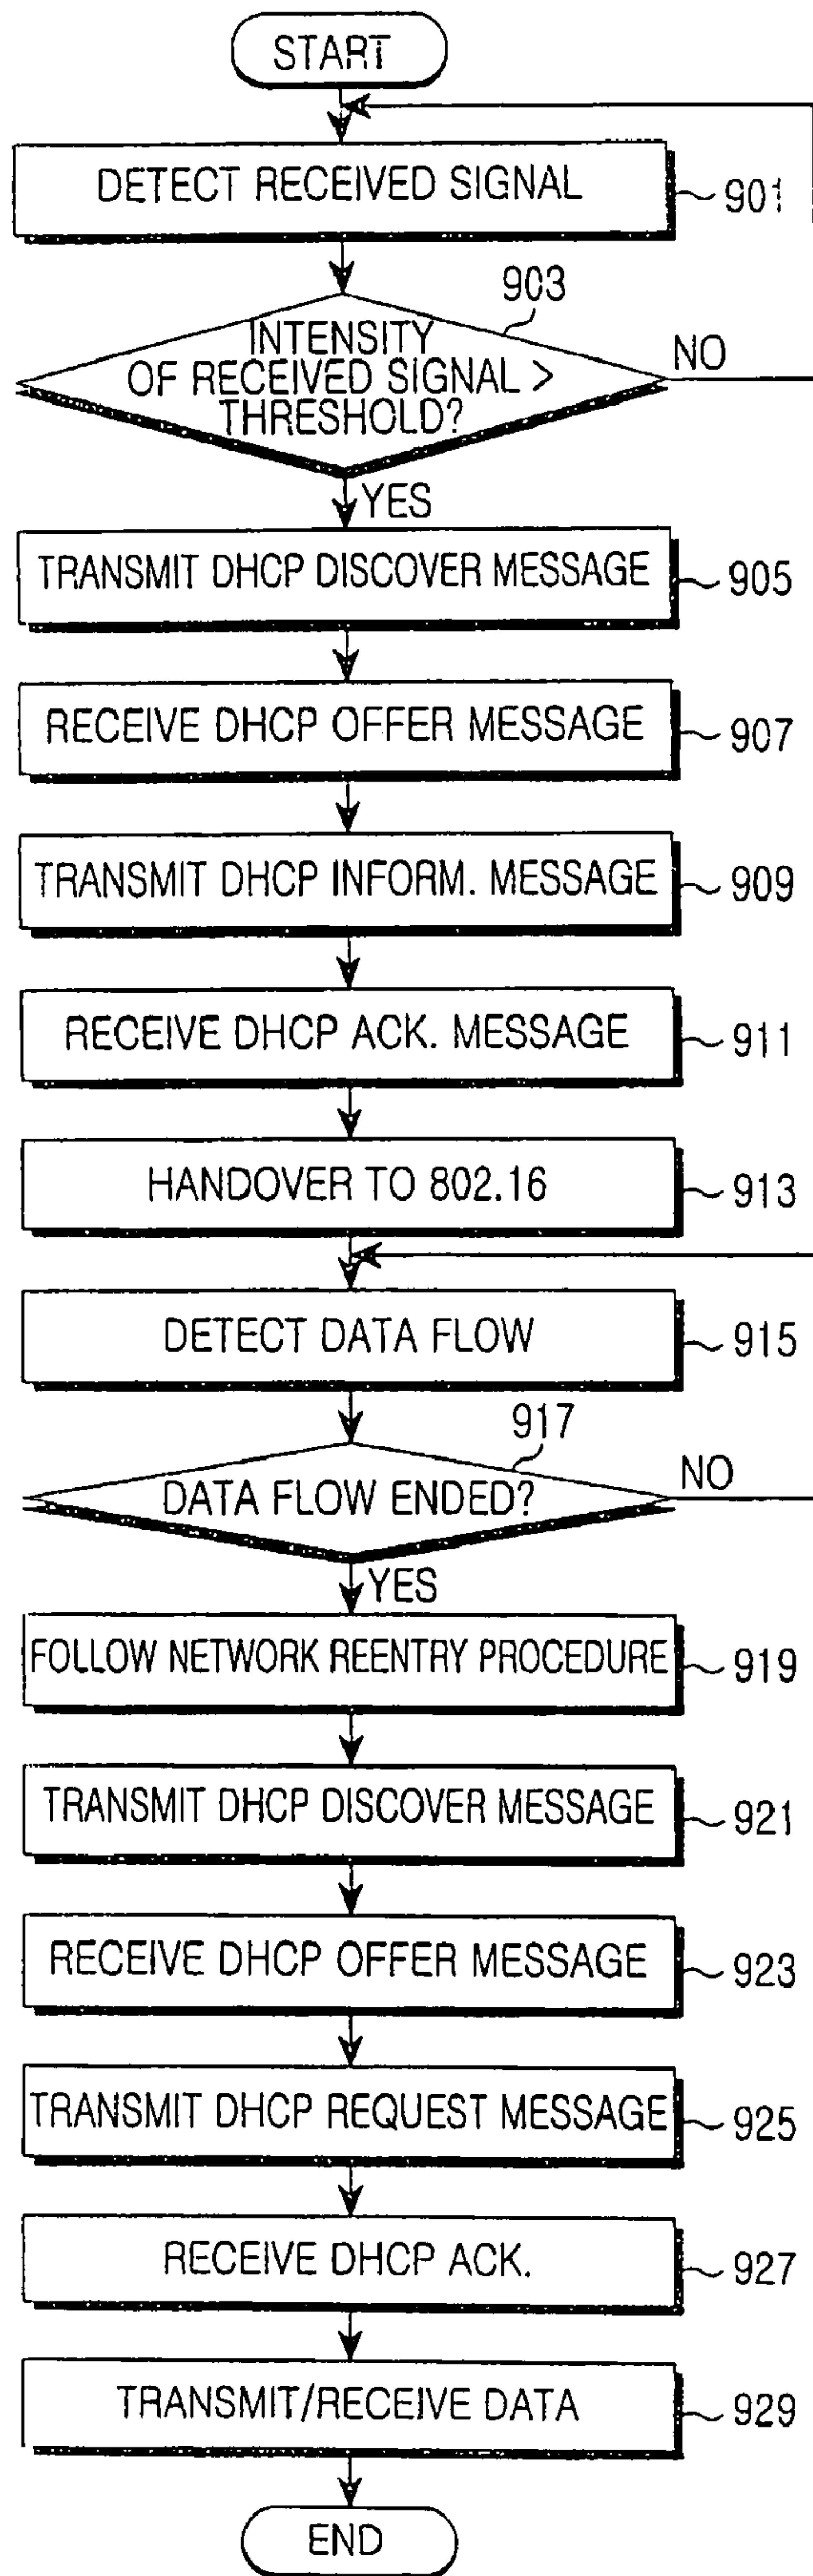 START
DETECT RECEIVED SIGNAL
901
903
INTENSITY
OF RECEIVED SIGNAL >
THRESHOLD?
NO
YES
TRANSMIT DHCP DISCOVER MESSAGE
905
RECEIVE DHCP OFFER MESSAGE
907
TRANSMIT DHCP INFORM. MESSAGE
909
RECEIVE DHCP ACK. MESSAGE
911
HANDOVER TO 802.16
913
DETECT DATA FLOW
915
917
DATA FLOW ENDED?
NO
YES
FOLLOW NETWORK REENTRY PROCEDURE
919
TRANSMIT DHCP DISCOVER MESSAGE
921
RECEIVE DHCP OFFER MESSAGE
923
TRANSMIT DHCP REQUEST MESSAGE
925
RECEIVE DHCP ACK.
927
TRANSMIT/RECEIVE DATA
929
END